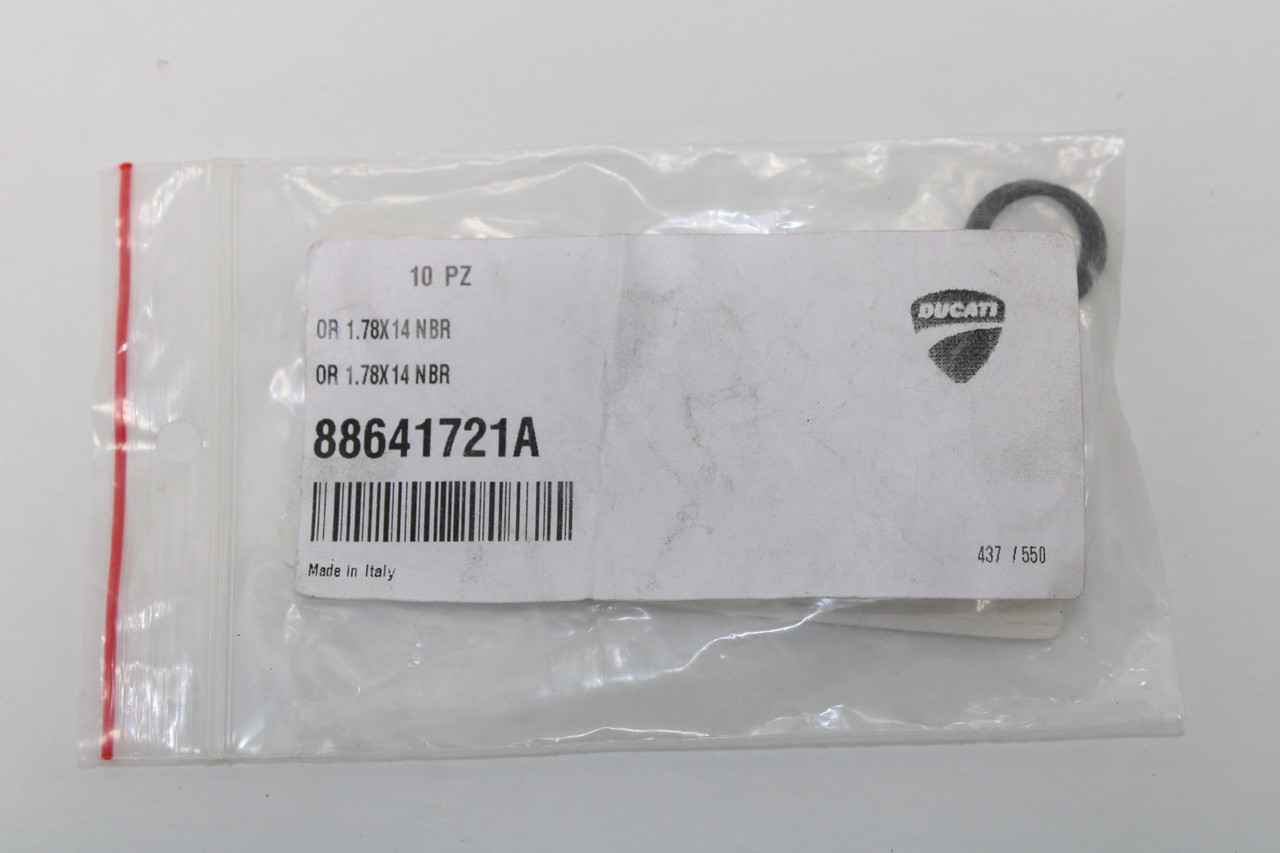 10 PZ
OR 1.78X14 NBR
OR 1.78X14 NBR
88641721A
Made in Italy
DUCATI
437 / 550